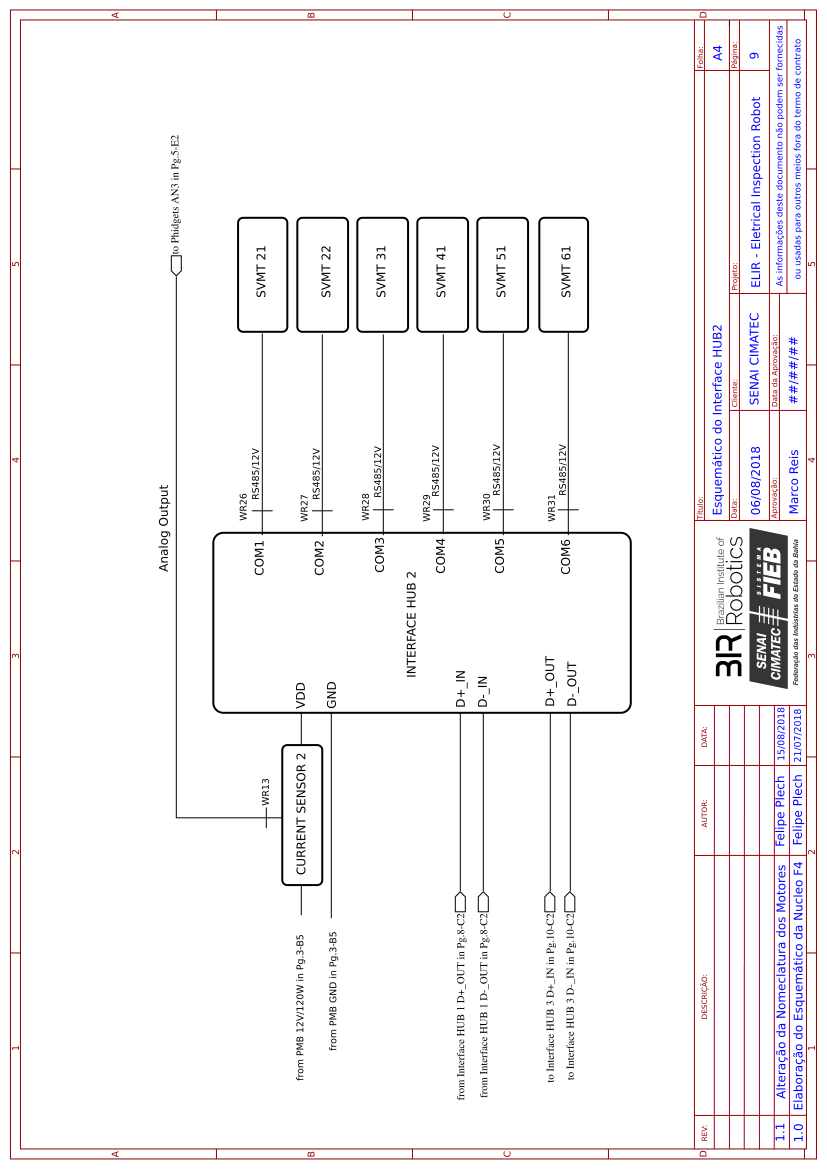 1
2
3
4
5
A
B
C
D
to Phidgets AN3 in Pg.5-E2
Analog Output
WR13
CURRENT SENSOR 2
from PMB 12V/120W in Pg.3-B5
from PMB GND in Pg.3-B5
VDD
GND
INTERFACE HUB 2
COM1
WR26
RS485/12V
SVMT 21
COM2
WR27
RS485/12V
SVMT 22
COM3
WR28
RS485/12V
SVMT 31
COM4
WR29
RS485/12V
SVMT 41
COM5
WR30
RS485/12V
SVMT 51
COM6
WR31
RS485/12V
SVMT 61
D+_IN
D-_IN
D+_OUT
D-_OUT
from Interface HUB 1 D+_OUT in Pg.8-C2
from Interface HUB 1 D-_OUT in Pg.8-C2
to Interface HUB 3 D+_IN in Pg.10-C2
to Interface HUB 3 D-_IN in Pg.10-C2
REV:
DESCRIÇÃO:
AUTOR:
DATA:
1.1
Alteração da Nomeclatura dos Motores
Felipe Plech
15/08/2018
1.0
Elaboração do Esquemático da Nucleo F4
Felipe Plech
21/07/2018
BIR
Brazilian Institute of
Robotics
SENAI
CIMATEC
SISTEMA
FIEB
Federação das Indústrias do Estado da Bahia
Título:
Esquemático do Interface HUB2
Folha:
A4
Data:
06/08/2018
Cliente:
SENAI CIMATEC
Projeto:
ELIR - Eletrical Inspection Robot
Página:
9
Aprovação:
Marco Reis
Data da Aprovação:
##/##/##
As informações deste documento não podem ser fornecidas
ou usadas para outros meios fora do termo de contrato
1
2
3
4
5
A
B
C
D